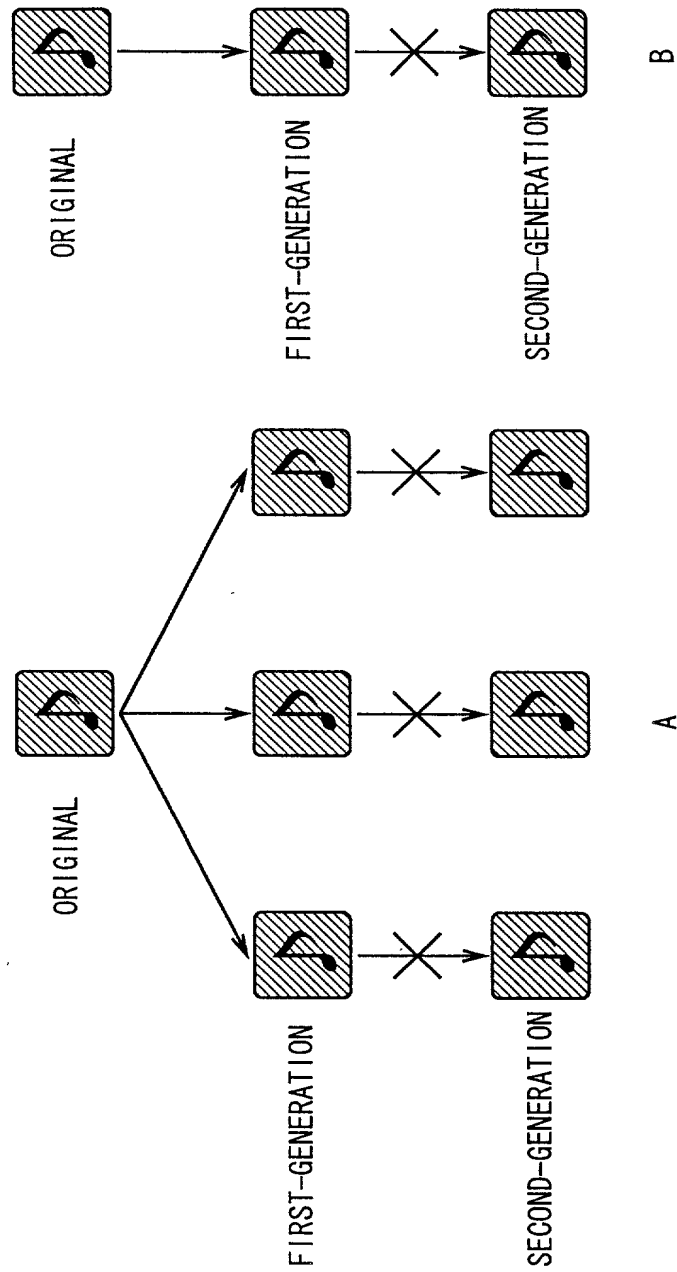 ORIGINAL
ORIGINAL
FIRST-GENERATION
FIRST-GENERATION
SECOND-GENERATION
SECOND-GENERATION
A
B